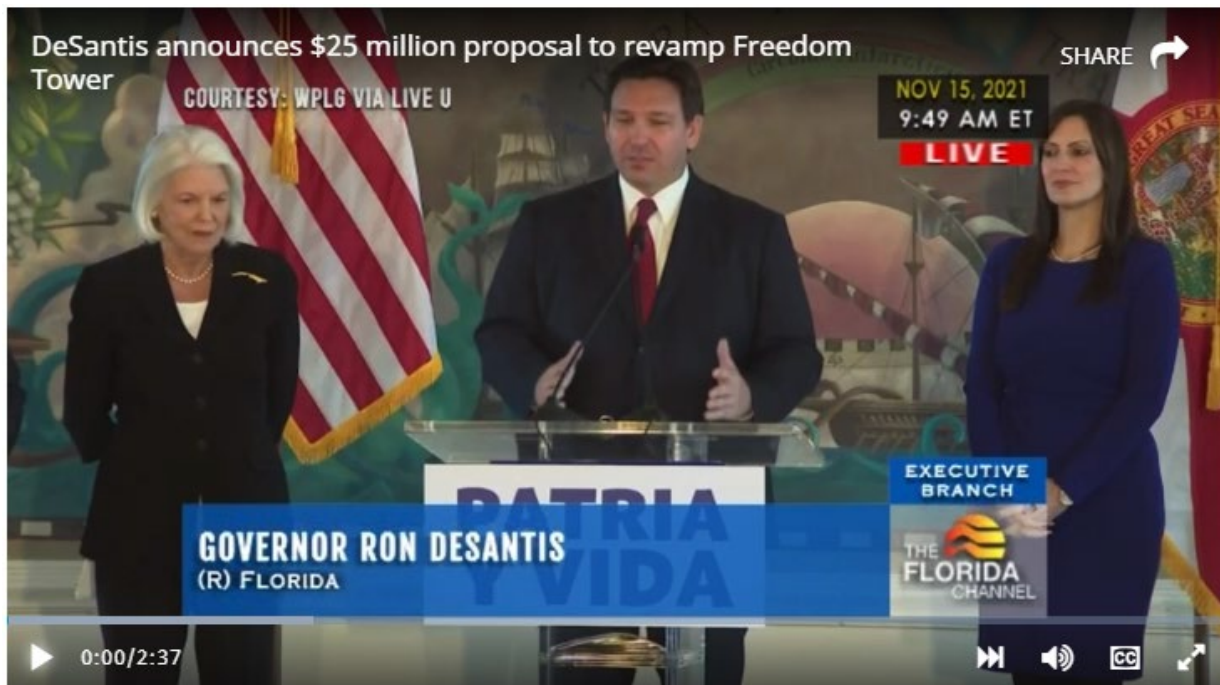 DeSantis announces $25 million proposal to revamp Freedom
Tower
SHARE
COURTESY: WPLG VIA LIVE U
NOV 15, 2021
9:49 AM ET
LIVE
GREAT SEA
PATRIA
Y VIDA
EXECUTIVE
BRANCH
GOVERNOR RON DESANTIS
(R) FLORIDA
THE
FLORIDA
CHANNEL
0:00/2:37
CC